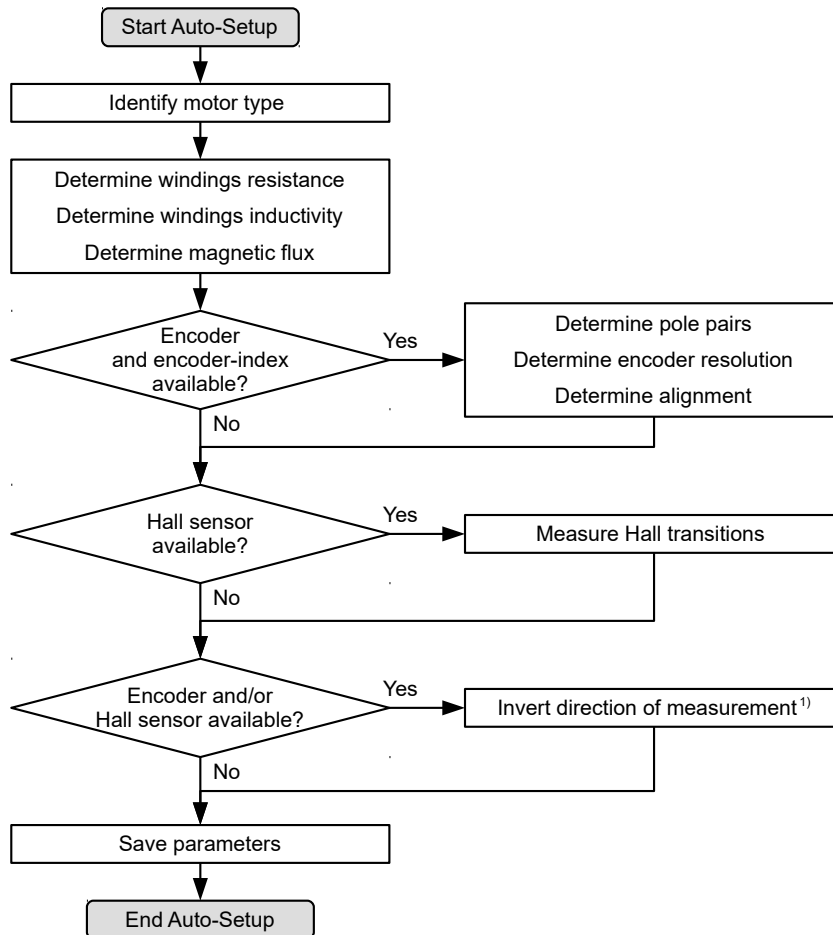 Start Auto-Setup
Identify motor type
Determine windings resistance
Determine windings inductivity
Determine magnetic flux
Encoder
and encoder-index
available?
Yes
Determine pole pairs
Determine encoder resolution
Determine alignment
No
Hall sensor
available?
Yes
Measure Hall transitions
No
Encoder and/or
Hall sensor available?
Yes
Invert direction of measurement 1)
No
Save parameters
End Auto-Setup